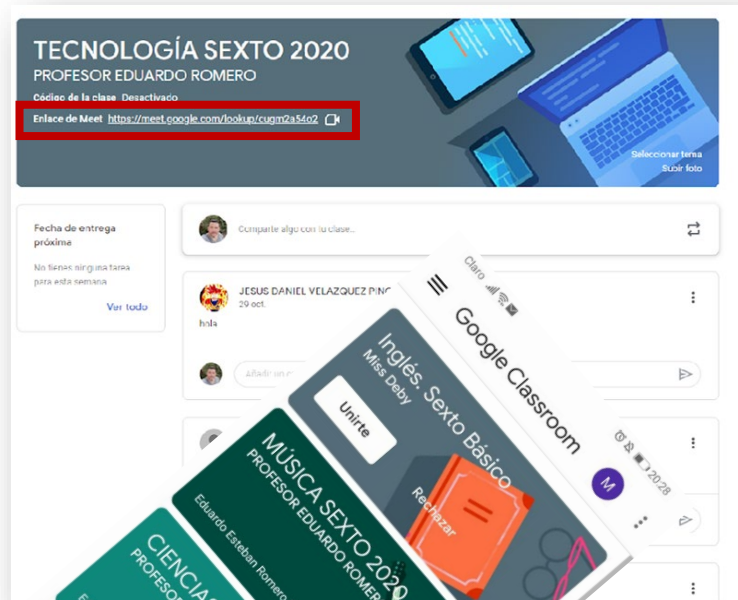 TECNOLOGÍA SEXTO 2020
PROFESOR EDUARDO ROMERO
Código de la clase Desactivado
Enlace de Meet https://meet.google.com/lookup/cugm2a54o2
Seleccionar tema
Subir foto
Fecha de entrega
próxima
No tienes ninguna tarea
para esta semana
Ver todo
Comparte algo con tu clase...
JESUS DANIEL VELAZQUEZ
29 oct.
hola
Añadir un
Claro
20:28
Google Classroom
M
Inglés. Sexto Básico
Miss Deby
Unirte
Rechazar
MÚSICA SEXTO 2020
PROFESOR EDUARDO ROMERO
Eduardo Esteban Romero
CIENCIAS